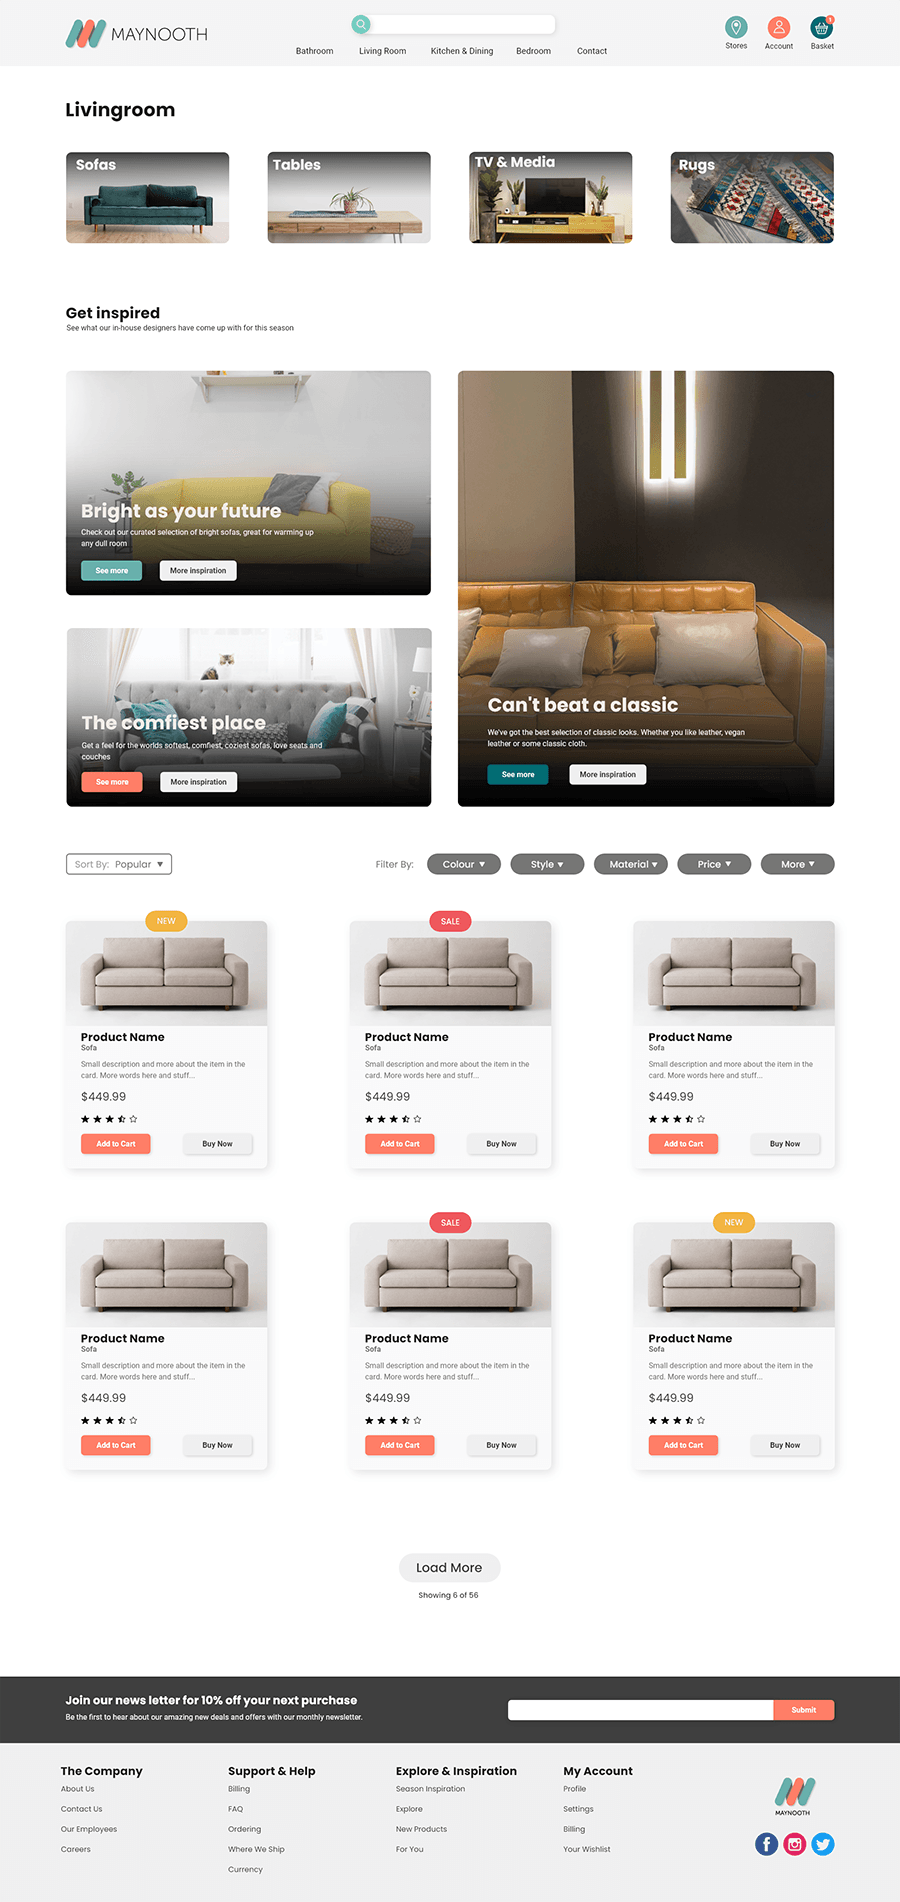 MAYNOOTH
Bathroom Living Room Kitchen & Dining Bedroom Contact
1
Stores Account Basket
Livingroom
Sofas
Tables
TV & Media
Rugs
Get inspired
See what our in-house designers have come up with for this season
Bright as your future
Check out our curated selection of bright sofas, great for warming up
any dull room
See more More inspiration
The comfiest place
Get a feel for the worlds softest, comfiest, coziest sofas, love seats and
couches
See more More inspiration
Can't beat a classic
We've got the best selection of classic looks. Whether you like leather, vegan
leather or some classic cloth.
See more More inspiration
Sort By: Popular ▼
Filter By: Colour ▼ Style ▼ Material ▼ Price ▼ More ▼
NEW
Product Name
Sofa
Small description and more about the item in the
card. More words here and stuff...
$449.99
Add to Cart Buy Now
SALE
Product Name
Sofa
Small description and more about the item in the
card. More words here and stuff...
$449.99
Add to Cart Buy Now
Product Name
Sofa
Small description and more about the item in the
card. More words here and stuff...
$449.99
Add to Cart Buy Now
Product Name
Sofa
Small description and more about the item in the
card. More words here and stuff...
$449.99
Add to Cart Buy Now
SALE
Product Name
Sofa
Small description and more about the item in the
card. More words here and stuff...
$449.99
Add to Cart Buy Now
NEW
Product Name
Sofa
Small description and more about the item in the
card. More words here and stuff...
$449.99
Add to Cart Buy Now
Load More
Showing 6 of 56
Join our news letter for 10% off your next purchase
Be the first to hear about our amazing new deals and offers with our monthly newsletter.
Submit
The Company
About Us
Contact Us
Our Employees
Careers
Support & Help
Billing
FAQ
Ordering
Where We Ship
Currency
Explore & Inspiration
Season Inspiration
Explore
New Products
For You
My Account
Profile
Settings
Billing
Your Wishlist
MAYNOOTH